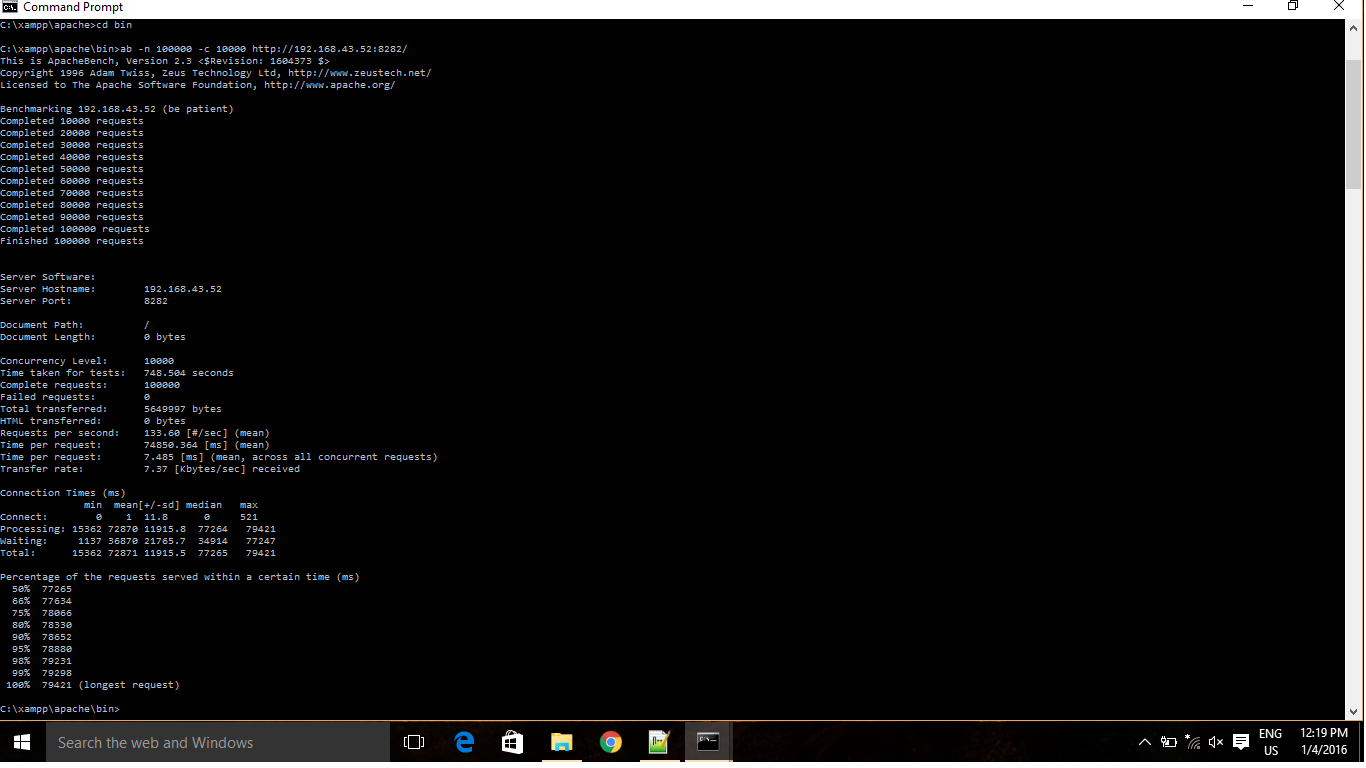 Command Prompt
C:\xampp\apache>cd bin
C:\xampp\apache\bin>ab -n 100000 -c 10000 http://192.168.43.52:8282/
This is ApacheBench, Version 2.3 <$Revision: 1604373 $>
Copyright 1996 Adam Twiss, Zeus Technology Ltd, http://www.zeustech.net/
Licensed to The Apache Software Foundation, http://www.apache.org/
Benchmarking 192.168.43.52 (be patient)
Completed 10000 requests
Completed 20000 requests
Completed 30000 requests
Completed 40000 requests
Completed 50000 requests
Completed 60000 requests
Completed 70000 requests
Completed 80000 requests
Completed 90000 requests
Completed 100000 requests
Finished 100000 requests
Server Software:
Server Hostname:        192.168.43.52
Server Port:            8282
Document Path:          /
Document Length:        0 bytes
Concurrency Level:      10000
Time taken for tests:   748.504 seconds
Complete requests:      100000
Failed requests:        0
Total transferred:      5649997 bytes
HTML transferred:       0 bytes
Requests per second:    133.60 [#/sec] (mean)
Time per request:       74850.364 [ms] (mean)
Time per request:       7.485 [ms] (mean, across all concurrent requests)
Transfer rate:          7.37 [Kbytes/sec] received
Connection Times (ms)
              min  mean[+/-sd] median   max
Connect:        0    1  11.8      0     521
Processing: 15362 72870 11915.8  77264   79421
Waiting:     1137 36870 21765.7  34914   77247
Total:      15362 72871 11915.5  77265   79421
Percentage of the requests served within a certain time (ms)
  50%  77265
  66%  77634
  75%  78066
  80%  78330
  90%  78652
  95%  78880
  98%  79231
  99%  79298
 100%  79421 (longest request)
C:\xampp\apache\bin>
Search the web and Windows
ENG
US
12:19 PM
1/4/2016